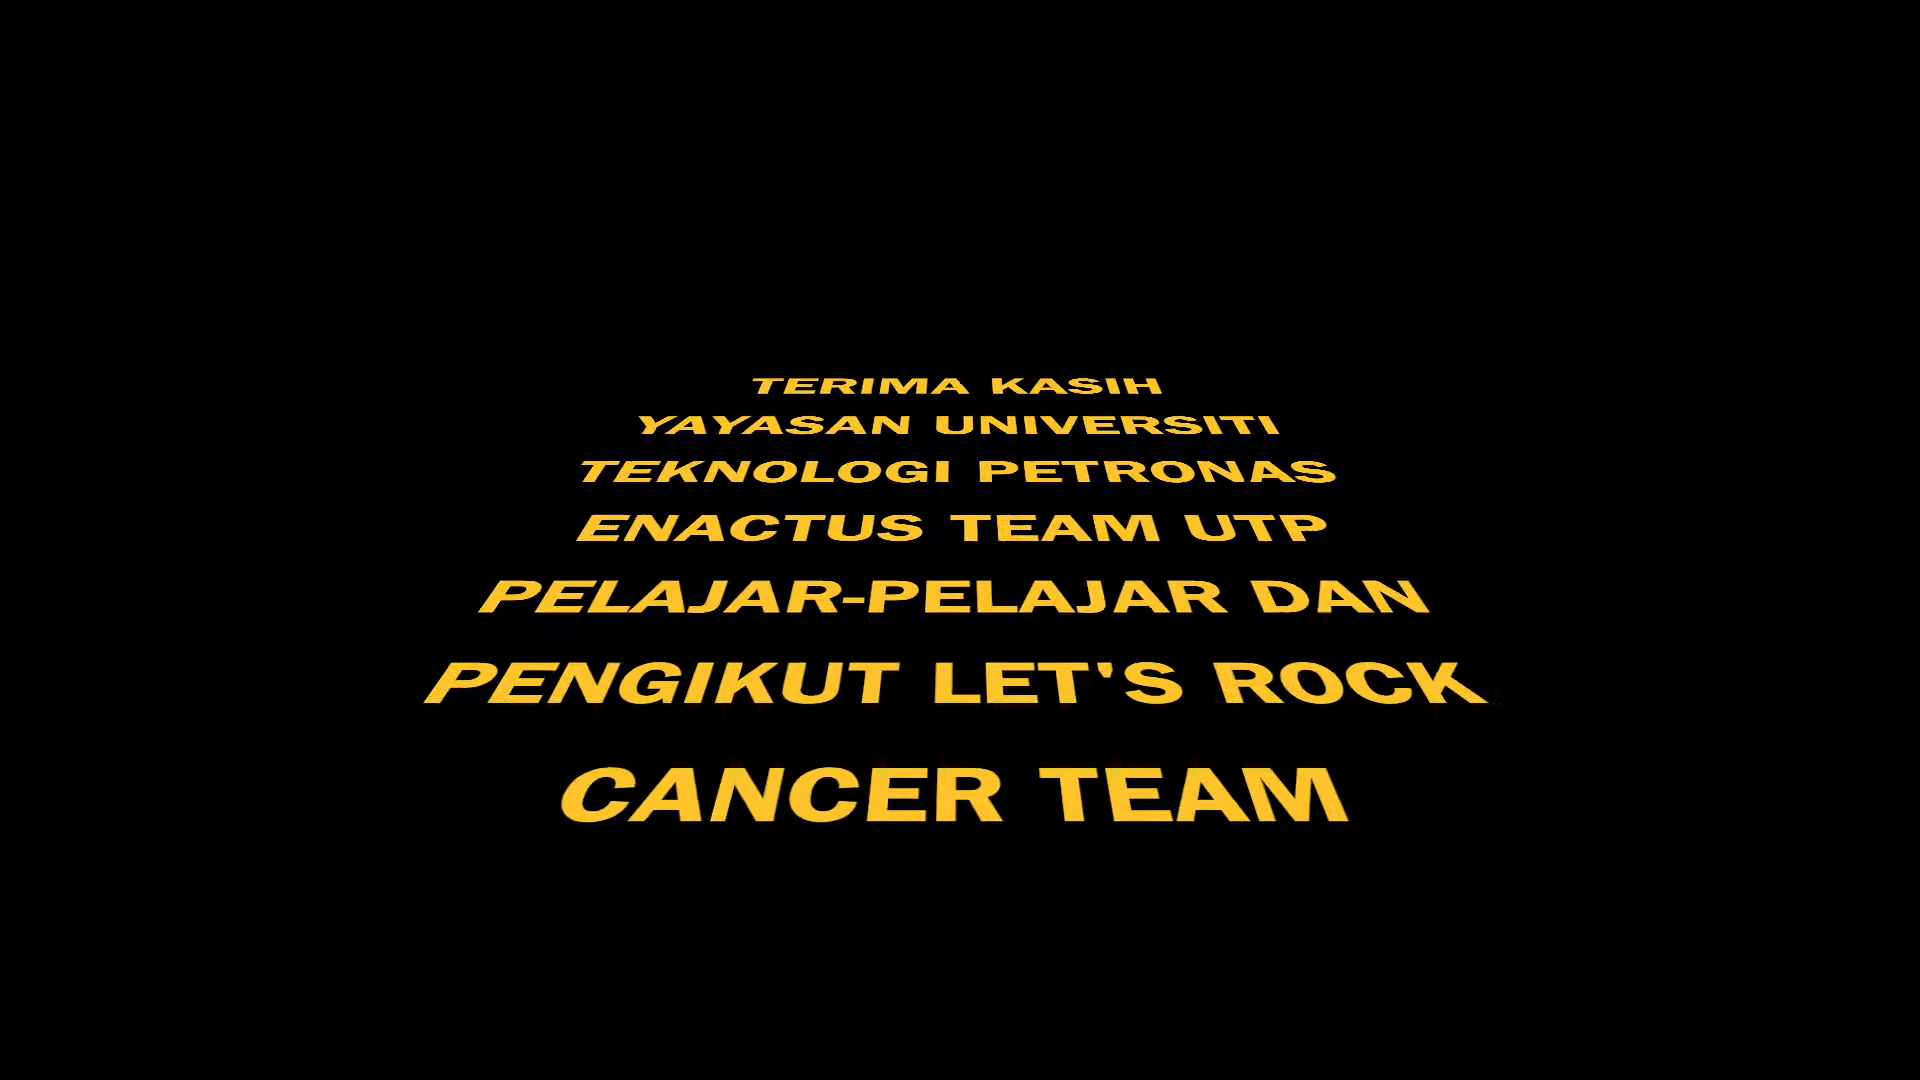 TERIMA KASIH
YAYASAN UNIVERSITI
TEKNOLOGI PETRONAS
ENACTUS TEAM UTP
PELAJAR-PELAJAR DAN
PENGIKUT LET'S ROCK
CANCER TEAM